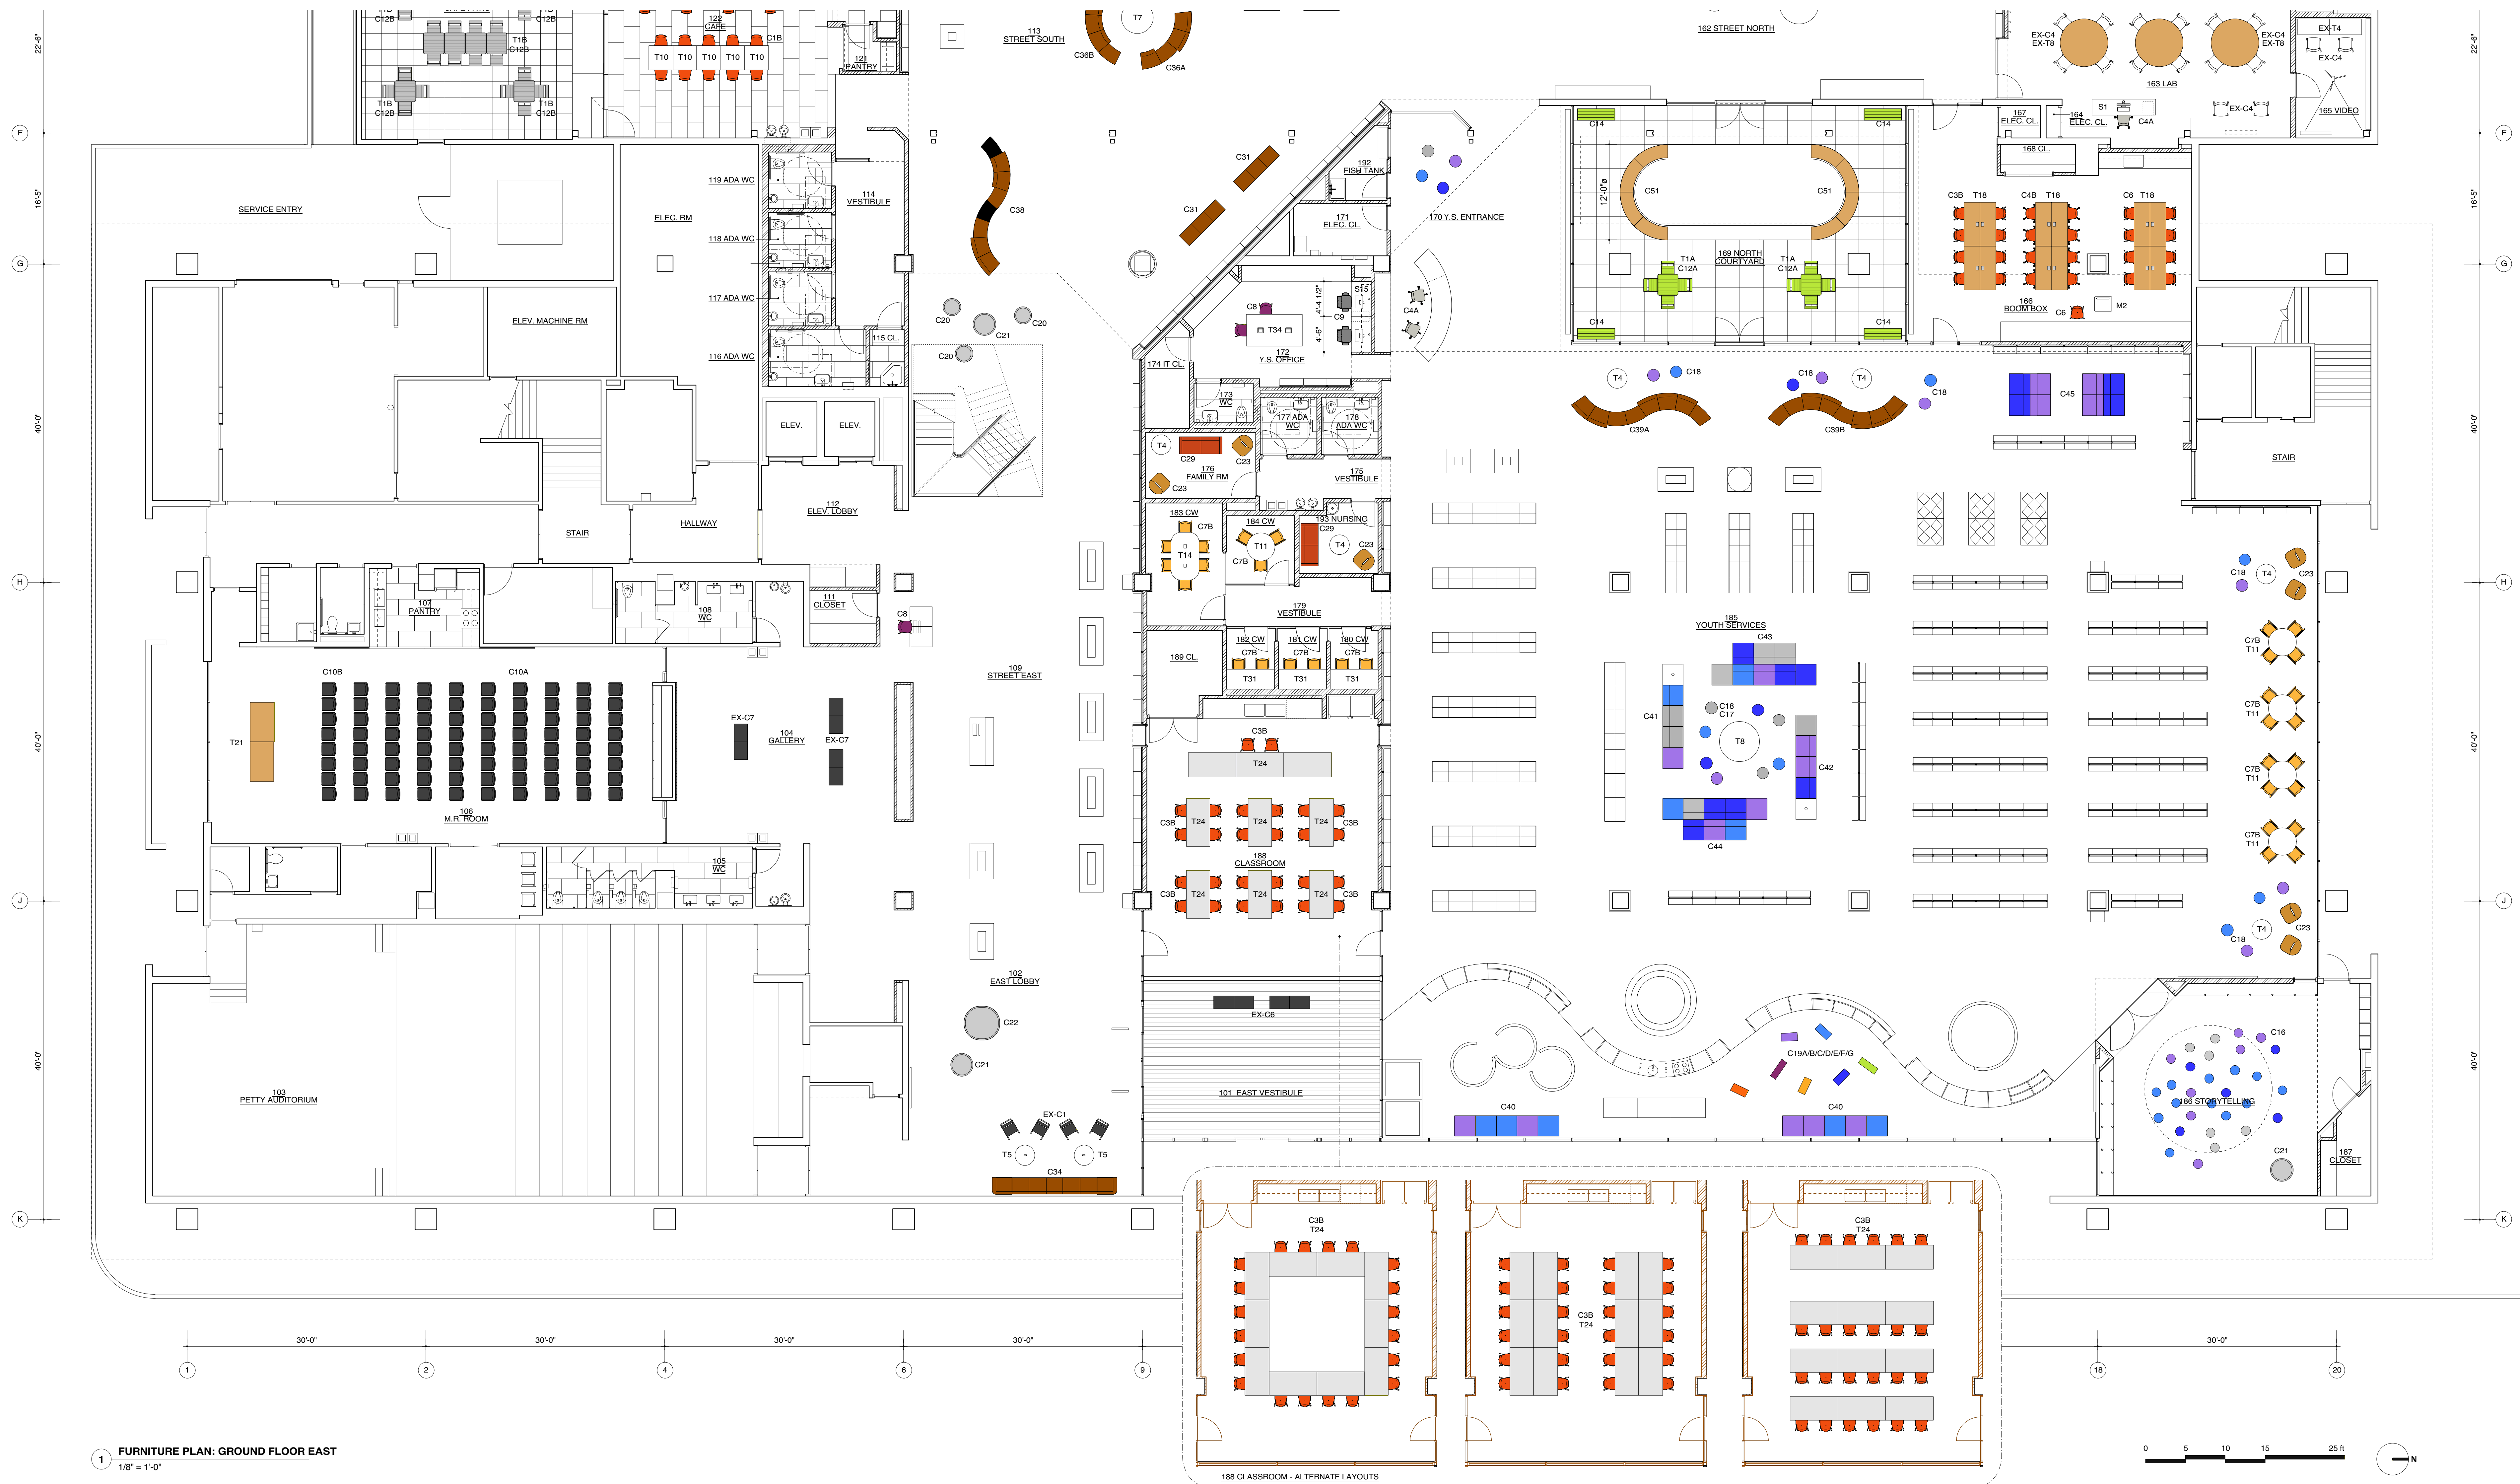 C12B
C12B
T1B
C12B
T1B
C12B
T1B
C12B
122
CAFE
C1B
T10
T10
T10
T10
T10
121
PANTRY
113
STREET SOUTH
T7
C36B
C36A
162 STREET NORTH
EX-C4
EX-T8
EX-C4
EX-T8
163 LAB
EX-T4
EX-C4
165 VIDEO
S1
C4A
EX-C4
167
ELEC. CL.
164
ELEC. CL.
168 CL.
22'-6"
22'-6"
F
F
16'-5"
16'-5"
G
G
40'-0"
40'-0"
H
H
40'-0"
40'-0"
J
J
40'-0"
40'-0"
K
K
SERVICE ENTRY
ELEC. RM
119 ADA WC
118 ADA WC
117 ADA WC
116 ADA WC
114
VESTIBULE
115 CL.
C38
C31
C31
C20
C21
C20
C20
192
FISH TANK
171
ELEC. CL.
170 Y.S. ENTRANCE
C14
C14
C51
C51
12'-0"ø
169 NORTH
COURTYARD
T1A
C12A
T1A
C12A
C14
C14
C3B
T18
C4B
T18
C6
T18
166
BOOM BOX
C6
M2
ELEV. MACHINE RM
C8
T34
S15
C9
4'-4 1/2"
4'-6"
C4A
172
Y.S. OFFICE
174 IT CL.
173
WC
177 ADA
WC
178
ADA WC
T4
C29
C23
C23
176
FAMILY RM
175
VESTIBULE
T4
C18
C18
T4
C18
C39A
C39B
C45
STAIR
ELEV.
ELEV.
112
ELEV. LOBBY
HALLWAY
STAIR
183 CW
C7B
T14
184 CW
T11
C7B
193 NURSING
C29
T4
C23
179
VESTIBULE
107
PANTRY
108
WC
111
CLOSET
C8
182 CW
181 CW
180 CW
C7B
C7B
C7B
T31
T31
T31
189 CL.
109
STREET EAST
185
YOUTH SERVICES
C43
C41
C18
C17
T8
C42
C44
C18
T4
C23
C7B
T11
C7B
T11
C7B
T11
C7B
T11
C18
T4
C23
C10B
C10A
T21
106
M.R. ROOM
EX-C7
104
GALLERY
EX-C7
C3B
T24
C3B
T24
T24
T24
C3B
188
CLASSROOM
C3B
T24
T24
T24
C3B
105
WC
102
EAST LOBBY
C22
C21
EX-C6
101 EAST VESTIBULE
103
PETTY AUDITORIUM
EX-C1
T5
T5
C34
C19A/B/C/D/E/F/G
C40
C40
C16
186 STORYTELLING
C21
187
CLOSET
C3B
T24
C3B
T24
C3B
T24
188 CLASSROOM - ALTERNATE LAYOUTS
30'-0"
30'-0"
30'-0"
30'-0"
30'-0"
1
2
4
6
9
18
20
1
FURNITURE PLAN: GROUND FLOOR EAST
1/8" = 1'-0"
0
5
10
15
25 ft
N